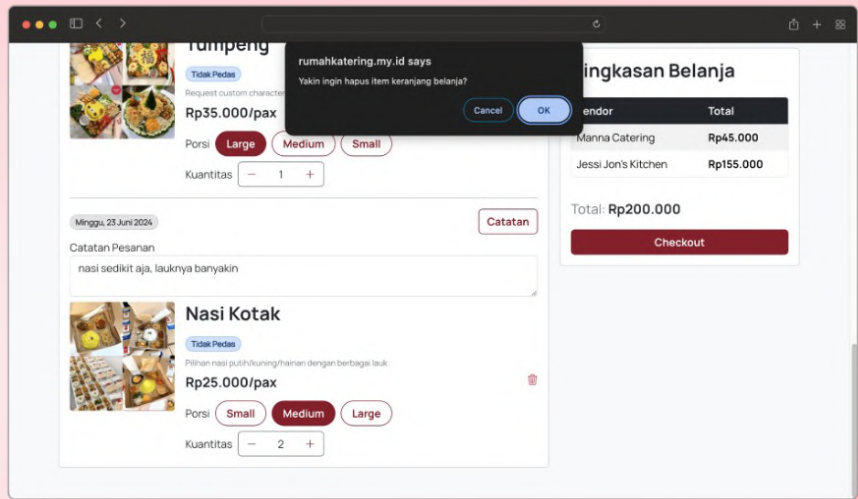 Tumpeng
Tidak Pedas
Request custom character
Rp35.000/pax
Porsi Large Medium Small
Kuantitas − 1 +
rumahkatering.my.id says
Yakin ingin hapus item keranjang belanja?
Cancel OK
ingkasan Belanja
endor Total
Manna Catering Rp45.000
Jessi Jon's Kitchen Rp155.000
Total: Rp200.000
Checkout
Minggu, 23 Juni 2024
Catatan
Catatan Pesanan
nasi sedikit aja, lauknya banyakin
Nasi Kotak
Tidak Pedas
Pilihan nasi putih/kuning/hainan dengan berbagai lauk
Rp25.000/pax
Porsi Small Medium Large
Kuantitas − 2 +